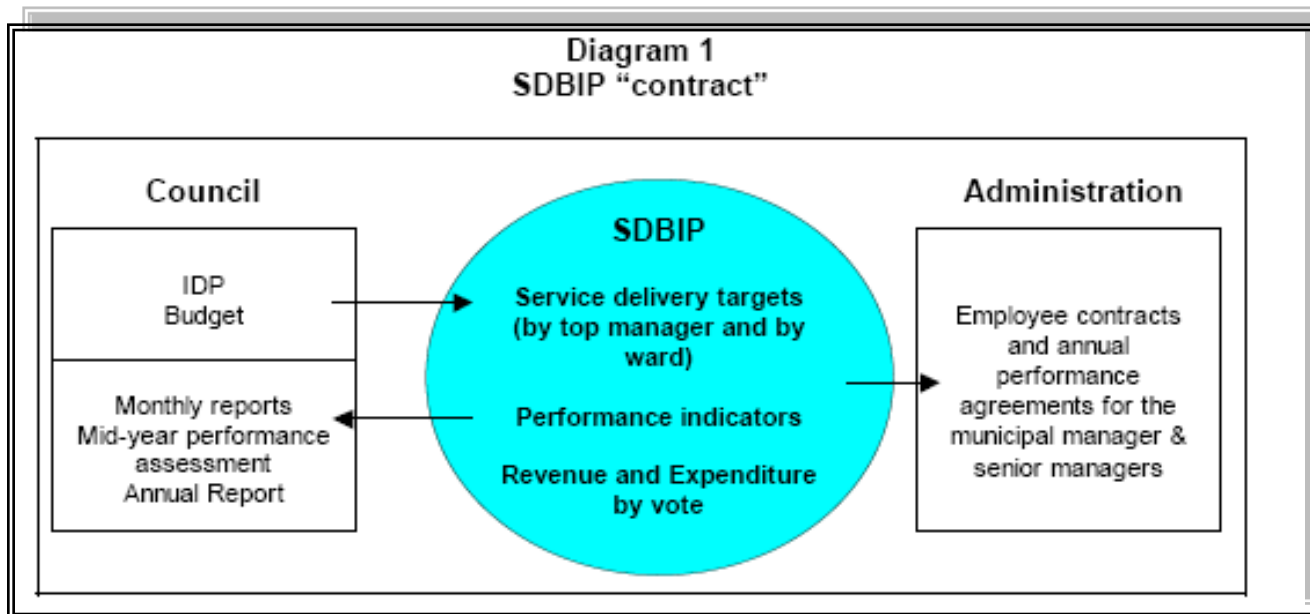 Diagram 1
SDBIP “contract”
Council
IDP
Budget
Monthly reports
Mid-year performance
assessment
Annual Report
SDBIP
Service delivery targets
(by top manager and by
ward)
Performance indicators
Revenue and Expenditure
by vote
Administration
Employee contracts
and annual
performance
agreements for the
municipal manager &
senior managers